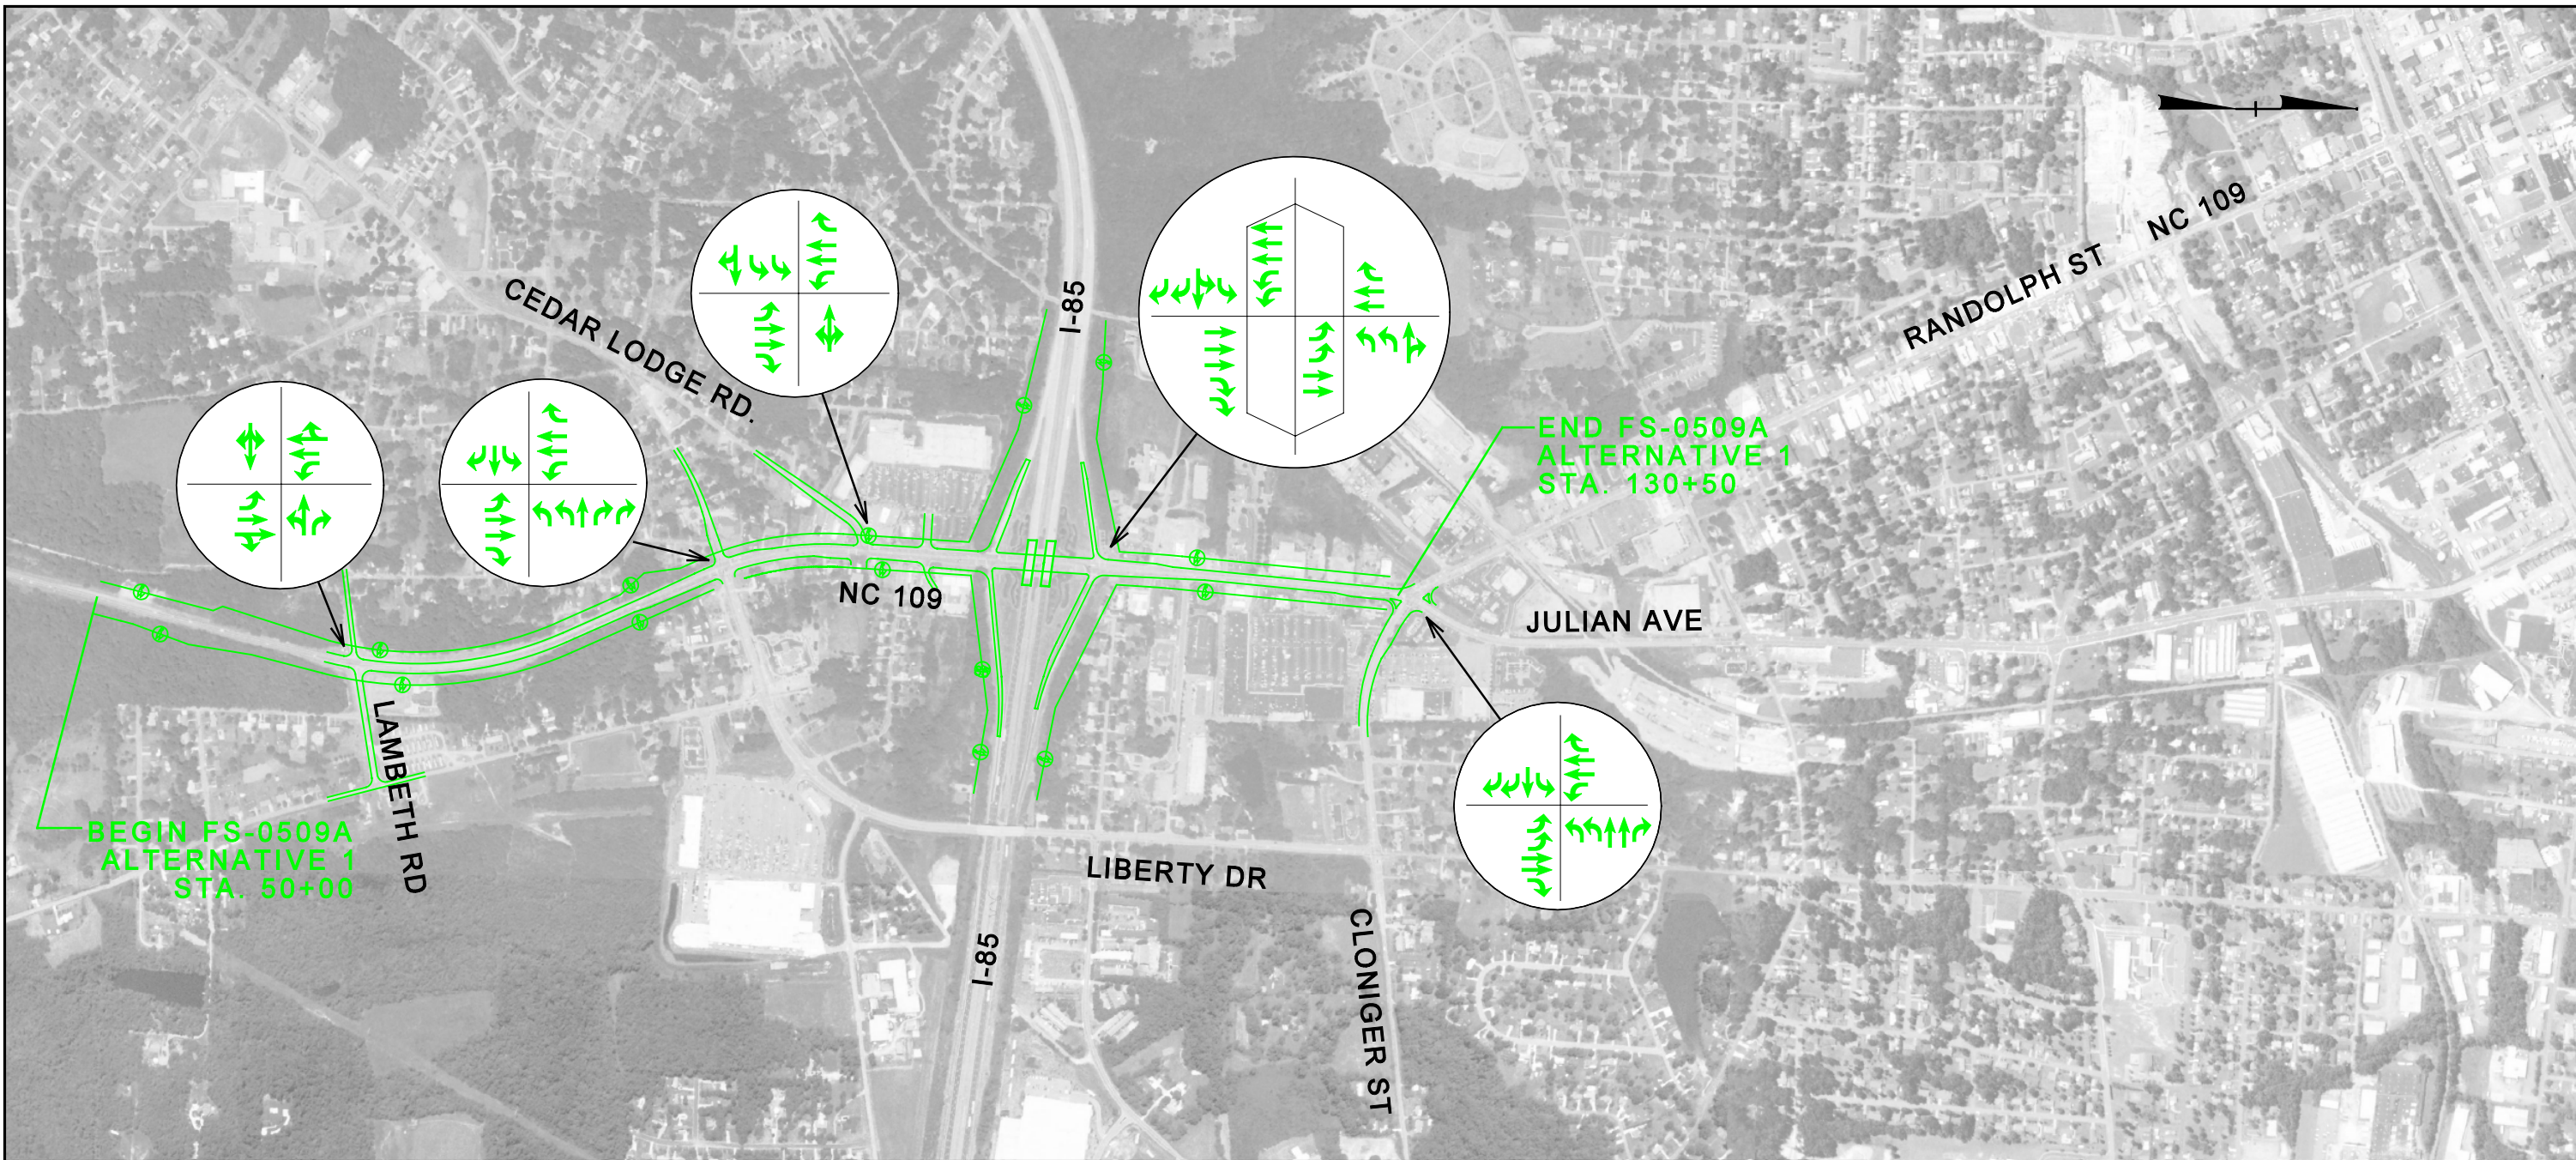 NC 109
RANDOLPH ST
I-85
CEDAR LODGE RD.
END FS-0509A
ALTERNATIVE 1
STA. 130+50
NC 109
JULIAN AVE
LAMBETH RD
BEGIN FS-0509A
ALTERNATIVE 1
STA. 50+00
LIBERTY DR
I-85
CLONIGER ST